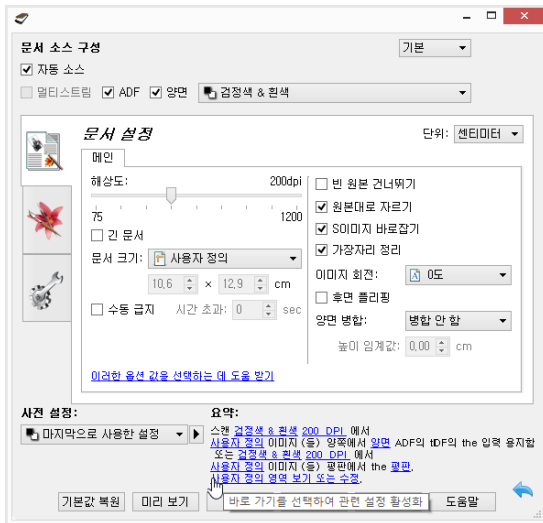 문서 소스 구성
기본
자동 소스
멀티스트림 ADF 양면 검정색 & 흰색
문서 설정
단위: 센티미터
메인
해상도: 200dpi
75 1200
긴 문서
문서 크기: 사용자 정의
10,6 × 12,9 cm
수동 급지 시간 초과: 0 sec
이러한 옵션 값을 선택하는 데 도움 받기
빈 원본 건너뛰기
원본대로 자르기
SOI미지 바로잡기
가장자리 정리
이미지 회전: 0도
후면 플리핑
양면 병합: 병합 안 함
높이 임계값: 0,00 cm
사전 설정:
마지막으로 사용한 설정
요약:
스캔 검정색 & 흰색 200 DPI 에서
사용자 정의 이미지 (들) 양쪽에서 양면 ADF의 tDF의 the 입력 용지함
또는 검정색 & 흰색 200 DPI 에서
사용자 정의 이미지 (들) 평판에서 the 평판.
사용자 정의 영역 보기 또는 수정.
기본값 복원 미리 보기 바로 가기를 선택하여 관련 설정 활성화 도움말